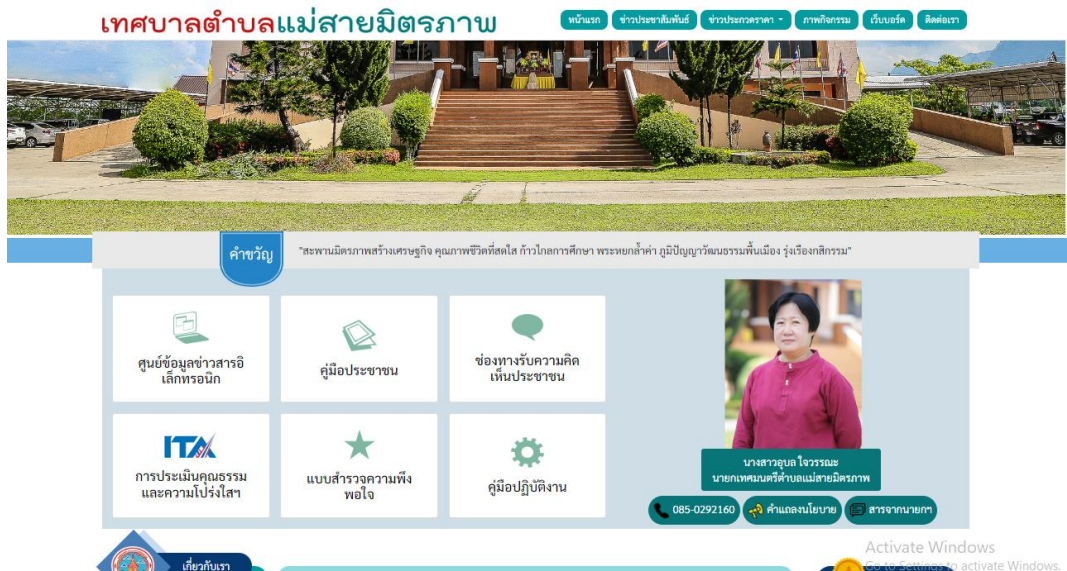 เทศบาลตำบลแม่สายมิตรภาพ
หน้าแรก
ข่าวประชาสัมพันธ์
ข่าวประกวดราคา
ภาพกิจกรรม
เว็บบอร์ด
ติดต่อเรา
คำขวัญ
"สะพานมิตรภาพสร้างเศรษฐกิจ คุณภาพชีวิตที่สดใส ก้าวไกลการศึกษา พระหยกล้ำค่า ภูมิปัญญาวัฒนธรรมพื้นเมือง รุ่งเรืองกสิกรรม"
ศูนย์ข้อมูลข่าวสารอิ
เล็กทรอนิก
คู่มือประชาชน
ช่องทางรับความคิด
เห็นประชาชน
ITA
การประเมินคุณธรรม
และความโปร่งใสฯ
แบบสำรวจความพึง
พอใจ
คู่มือปฏิบัติงาน
นางสาวอุบล ใจวรรณะ
นายกเทศมนตรีตำบลแม่สายมิตรภาพ
085-0292160
คำแถลงนโยบาย
สารจากนายกฯ
เกี่ยวกับเรา
Activate Windows
Go to Settings to activate Windows.